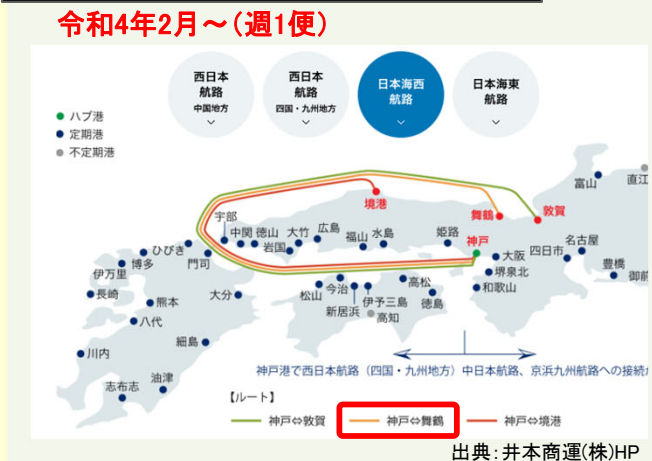 令和4年2月~(週1便)
西日本
航路
中国地方
西日本
航路
四国・九州地方
日本海西
航路
日本海東
航路
ハブ港
定期港
不定期港
富山
直江
境港
舞鶴
敦賀
宇部
中関
徳山
大竹
広島
岩国
福山
水島
姫路
神戸
大阪
四日市
名古屋
堺泉北
豊橋
和歌山
御前
ひびき
門司
博多
伊万里
長崎
熊本
大分
八代
細島
川内
志布志
油津
松山
今治
新居浜
伊予三島
高知
高松
徳島
神戸港で西日本航路(四国・九州地方)中日本航路、京浜九州航路への接続が
【ルート】
神戸⇔敦賀
神戸⇔舞鶴
神戸⇔境港
出典:井本商運(株)HP